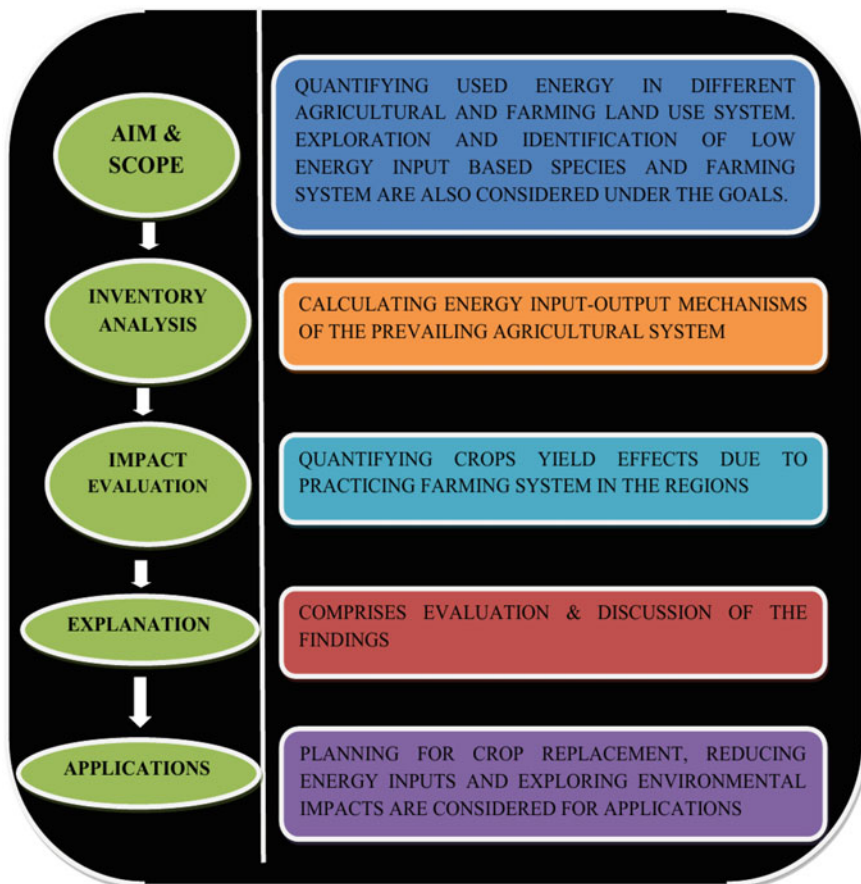 AIM &
SCOPE
QUANTIFYING USED ENERGY IN DIFFERENT
AGRICULTURAL AND FARMING LAND USE SYSTEM.
EXPLORATION AND IDENTIFICATION OF LOW
ENERGY INPUT BASED SPECIES AND FARMING
SYSTEM ARE ALSO CONSIDERED UNDER THE GOALS.
INVENTORY
ANALYSIS
CALCULATING ENERGY INPUT-OUTPUT MECHANISMS
OF THE PREVAILING AGRICULTURAL SYSTEM
IMPACT
EVALUATION
QUANTIFYING CROPS YIELD EFFECTS DUE TO
PRACTICING FARMING SYSTEM IN THE REGIONS
EXPLANATION
COMPRISES EVALUATION & DISCUSSION OF THE
FINDINGS
APPLICATIONS
PLANNING FOR CROP REPLACEMENT, REDUCING
ENERGY INPUTS AND EXPLORING ENVIRONMENTAL
IMPACTS ARE CONSIDERED FOR APPLICATIONS